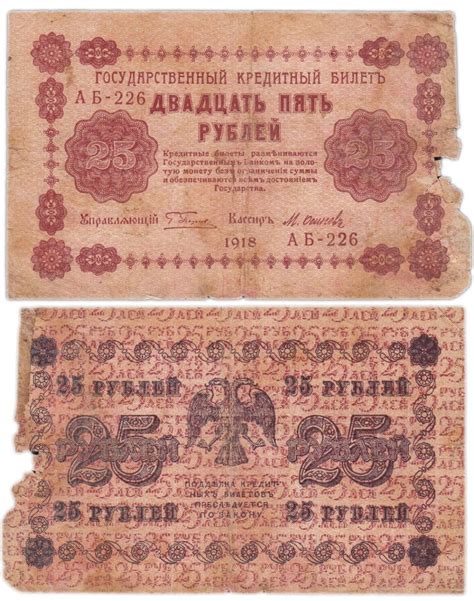 ГОСУДАРСТВЕННЫЙ КРЕДИТНЫЙ БИЛЕТЪ
АБ-226
ДВАДЦАТЬ ПЯТЬ
РУБЛЕЙ
25 25
Кредитные билеты размѣниваются
Государственнымъ Банкомъ на золо-
тую монету безъ ограниченія суммы
и обезпечиваются всѣмъ достояніемъ
Государства.
Управляющій Кассиръ
1918 АБ-226
25 РУБЛЕЙ 25 РУБЛЕЙ
25 25
РУБЛЕЙ РУБЛЕЙ
ПОДДѢЛКА КРЕДИТ-
НЫХЪ БИЛЕТОВЪ
ПРЕСЛѢДУЕТСЯ
ПО ЗАКОНУ.
25 РУБЛЕЙ 25 РУБЛЕЙ